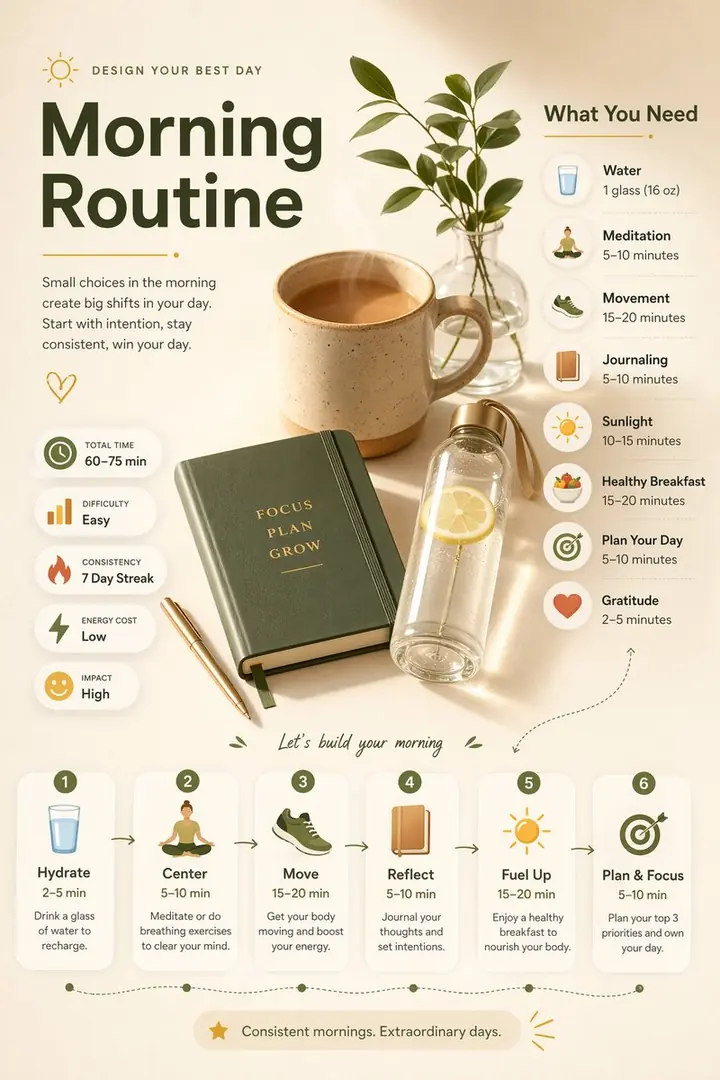 DESIGN YOUR BEST DAY
Morning
Routine
Small choices in the morning
create big shifts in your day.
Start with intention, stay
consistent, win your day.
TOTAL TIME
60–75 min
DIFFICULTY
Easy
CONSISTENCY
7 Day Streak
ENERGY COST
Low
IMPACT
High
FOCUS
PLAN
GROW
What You Need
Water
1 glass (16 oz)
Meditation
5–10 minutes
Movement
15–20 minutes
Journaling
5–10 minutes
Sunlight
10–15 minutes
Healthy Breakfast
15–20 minutes
Plan Your Day
5–10 minutes
Gratitude
2–5 minutes
Let's build your morning
1
Hydrate
2–5 min
Drink a glass
of water to
recharge.
2
Center
5–10 min
Meditate or do
breathing exercises
to clear your mind.
3
Move
15–20 min
Get your body
moving and boost
your energy.
4
Reflect
5–10 min
Journal your
thoughts and
set intentions.
5
Fuel Up
15–20 min
Enjoy a healthy
breakfast to
nourish your body.
6
Plan & Focus
5–10 min
Plan your top 3
priorities and own
your day.
Consistent mornings. Extraordinary days.